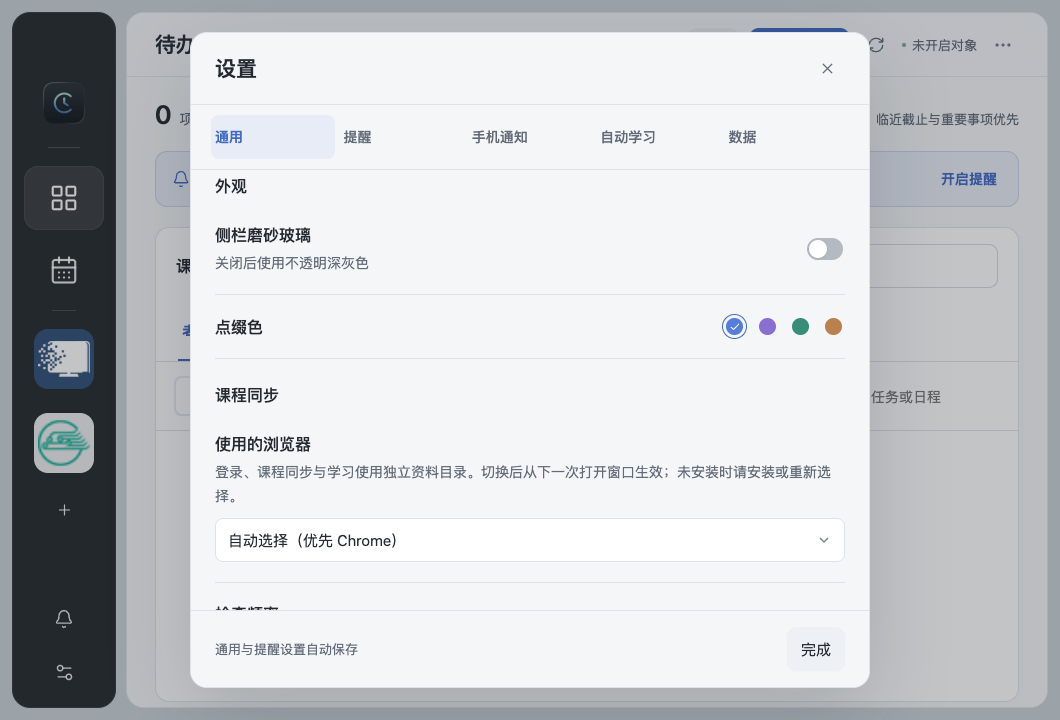 待办
未开启对象
设置
0 项
临近截止与重要事项优先
通用
提醒
手机通知
自动学习
数据
开启提醒
外观
侧栏磨砂玻璃
关闭后使用不透明深灰色
点缀色
课程同步
使用的浏览器
登录、课程同步与学习使用独立资料目录。切换后从下一次打开窗口生效；未安装时请安装或重新选
择。
任务或日程
自动选择（优先 Chrome）
检查频率
通用与提醒设置自动保存
完成